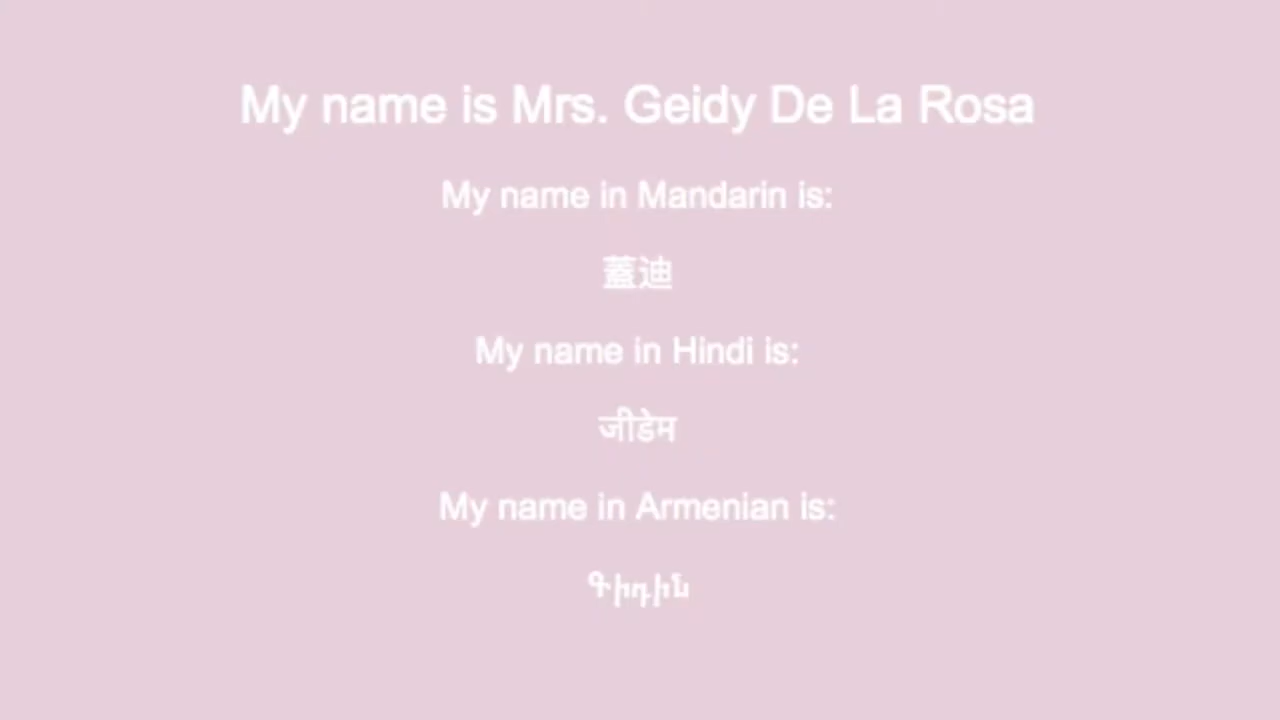 My name is Mrs. Geidy De La Rosa
My name in Mandarin is:
蓋迪
My name in Hindi is:
जीडेम
My name in Armenian is:
Գիդին